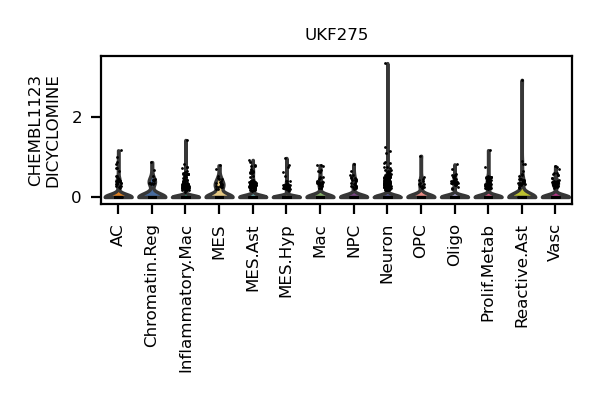 UKF275
CHEMBL1123
DICYCLOMINE
2
0
AC
Chromatin.Reg
Inflammatory.Mac
MES
MES.Ast
MES.Hyp
Mac
NPC
Neuron
OPC
Oligo
Prolif.Metab
Reactive.Ast
Vasc